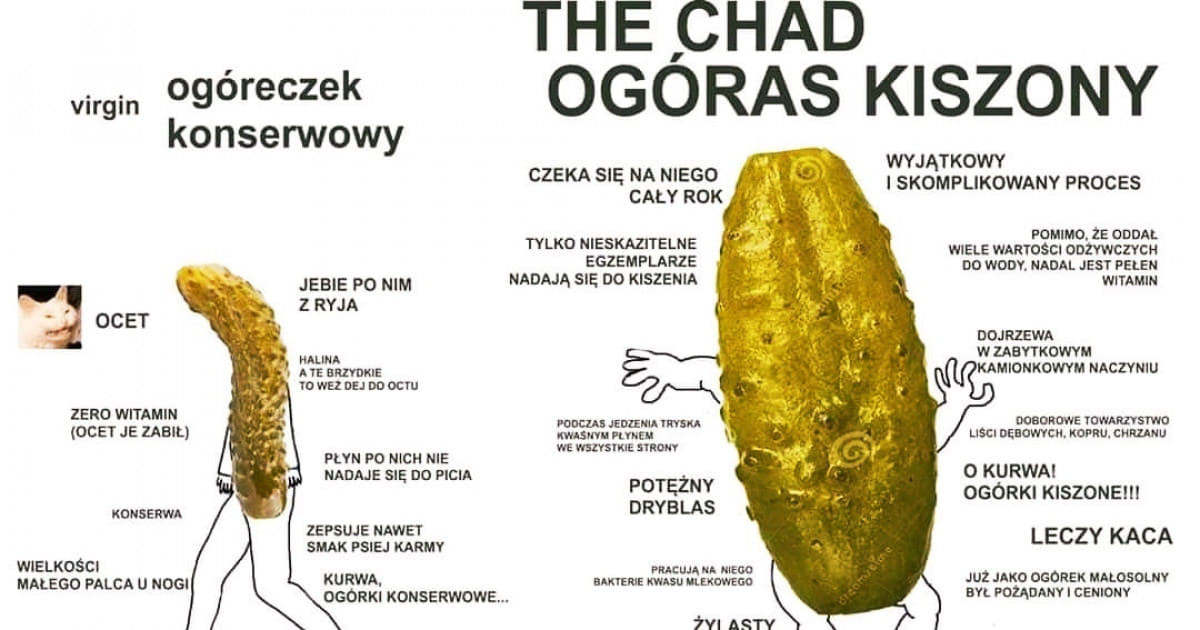 virgin
ogóreczek
konserwowy
OCET
JEBIE PO NIM
Z RYJA
HALINA
A TE BRZYDKIE
TO WEŹ DEJ DO OCTU
ZERO WITAMIN
(OCET JE ZABIŁ)
PŁYN PO NICH NIE
NADAJE SIĘ DO PICIA
KONSERWA
ZEPSUJE NAWET
SMAK PSIEJ KARMY
WIELKOŚCI
MAŁEGO PALCA U NOGI
KURWA,
OGÓRKI KONSERWOWE...
THE CHAD
OGÓRAS KISZONY
CZEKA SIĘ NA NIEGO
CAŁY ROK
WYJĄTKOWY
I SKOMPLIKOWANY PROCES
TYLKO NIESKAZITELNE
EGZEMPLARZE
NADAJĄ SIĘ DO KISZENIA
POMIMO, ŻE ODDAŁ
WIELE WARTOŚCI ODŻYWCZYCH
DO WODY, NADAL JEST PEŁEN
WITAMIN
DOJRZEWA
W ZABYTKOWYM
KAMIONKOWYM NACZYNIU
PODCZAS JEDZENIA TRYSKA
KWAŚNYM PŁYNEM
WE WSZYSTKIE STRONY
DOBOROWE TOWARZYSTWO
LIŚCI DĘBOWYCH, KOPRU, CHRZANU
POTĘŻNY
DRYBLAS
O KURWA!
OGÓRKI KISZONE!!!
LECZY KACA
PRACUJĄ NA NIEGO
BAKTERIE KWASU MLEKOWEGO
JUŻ JAKO OGÓREK MAŁOSOLNY
BYŁ POŻĄDANY I CENIONY
ŻYLASTY